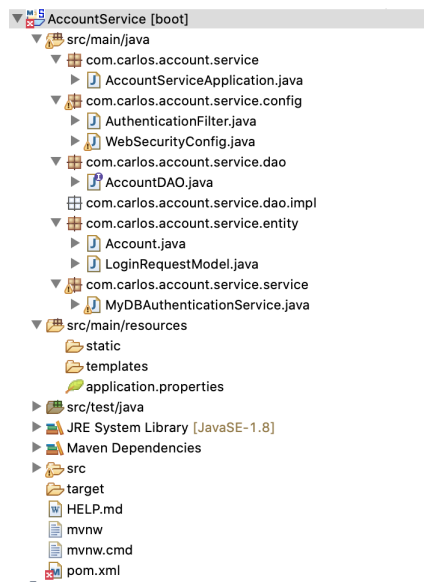 AccountService [boot]
src/main/java
com.carlos.account.service
AccountServiceApplication.java
com.carlos.account.service.config
AuthenticationFilter.java
WebSecurityConfig.java
com.carlos.account.service.dao
AccountDAO.java
com.carlos.account.service.dao.impl
com.carlos.account.service.entity
Account.java
LoginRequestModel.java
com.carlos.account.service.service
MyDBAuthenticationService.java
src/main/resources
static
templates
application.properties
src/test/java
JRE System Library [JavaSE-1.8]
Maven Dependencies
src
target
HELP.md
mvnw
mvnw.cmd
pom.xml